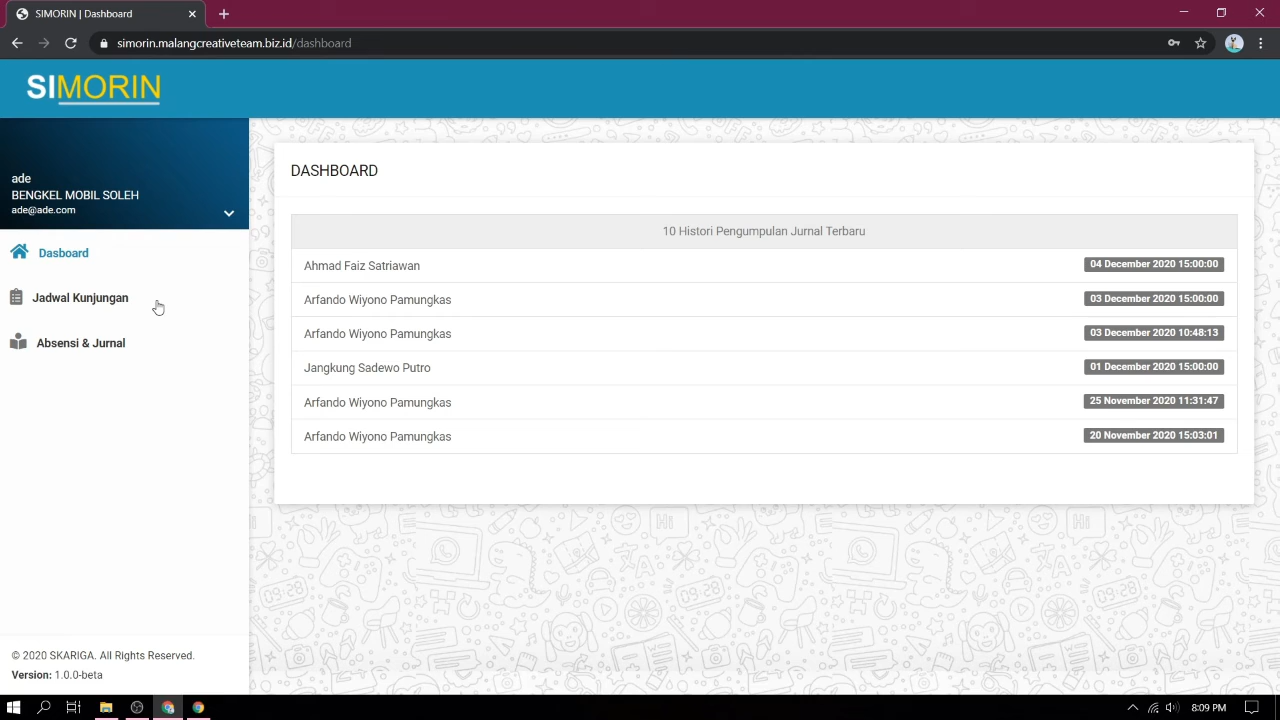 SIMORIN | Dashboard
simorin.malangcreativeteam.biz.id/dashboard
SIMORIN
ade
BENGKEL MOBIL SOLEH
ade@ade.com
Dasboard
Jadwal Kunjungan
Absensi & Jurnal
DASHBOARD
10 Histori Pengumpulan Jurnal Terbaru
Ahmad Faiz Satriawan 04 December 2020 15:00:00
Arfando Wiyono Pamungkas 03 December 2020 15:00:00
Arfando Wiyono Pamungkas 03 December 2020 10:48:13
Jangkung Sadewo Putro 01 December 2020 15:00:00
Arfando Wiyono Pamungkas 25 November 2020 11:31:47
Arfando Wiyono Pamungkas 20 November 2020 15:03:01
Hi
© 2020 SKARIGA. All Rights Reserved.
Version: 1.0.0-beta
8:09 PM